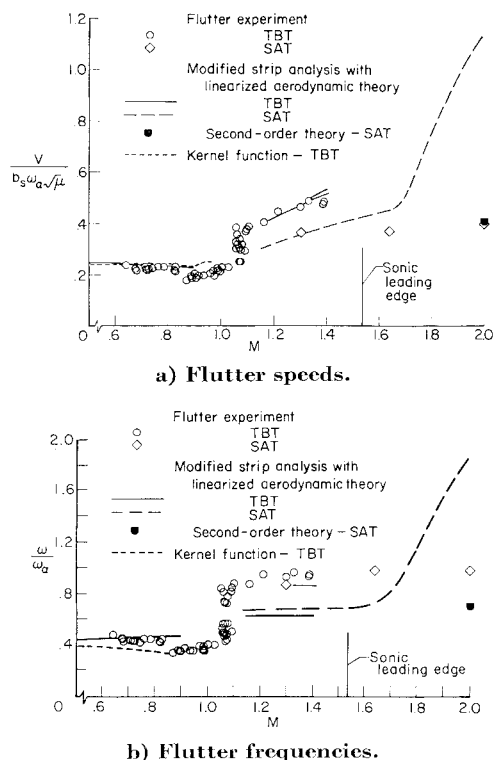 1.2
1.0
.8
.6
.4
.2
0
V
b_s ω_α √μ
Flutter experiment
TBT
SAT
Modified strip analysis with
linearized aerodynamic theory
TBT
SAT
Second-order theory – SAT
Kernel function – TBT
Sonic
leading
edge
.6 .8 1.0 1.2 1.4 1.6 1.8 2.0
M
a) Flutter speeds.
2.0
1.6
1.2
.8
.4
0
ω
ω_α
Flutter experiment
TBT
SAT
Modified strip analysis with
linearized aerodynamic theory
TBT
SAT
Second-order theory – SAT
Kernel function – TBT
Sonic
leading edge
.6 .8 1.0 1.2 1.4 1.6 1.8 2.0
M
b) Flutter frequencies.